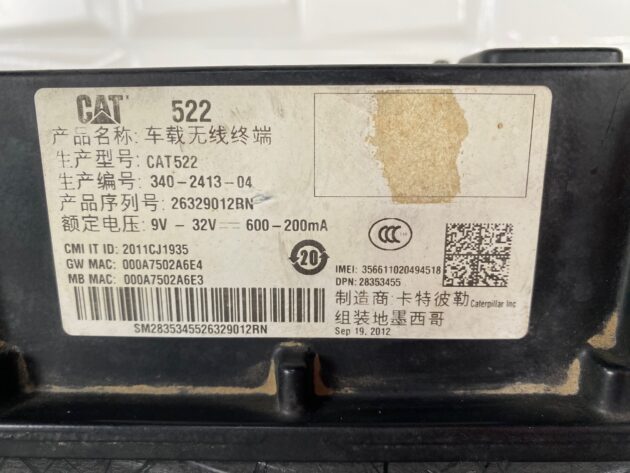 CAT 522
产品名称: 车载无线终端
生产型号: CAT522
生产编号: 340-2413-04
产品序列号: 26329012RN
额定电压: 9V - 32V 600-200mA
CMI IT ID: 2011CJ1935
GW MAC: 000A7502A6E4
MB MAC: 000A7502A6E3
SM2835345526329012RN
20
CCC
IMEI: 356611020494518
DPN: 28353455
制造商:卡特彼勒 Caterpillar Inc
组装地墨西哥
Sep 19, 2012